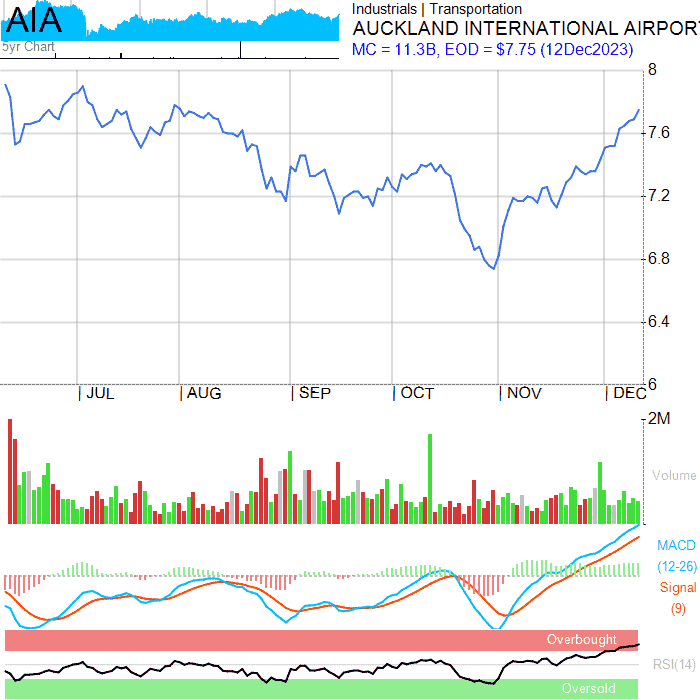 AIA
5yr Chart
Industrials | Transportation
AUCKLAND INTERNATIONAL AIRPORT
MC = 11.3B, EOD = $7.75 (12Dec2023)
8
7.6
7.2
6.8
6.4
6
| JUL | AUG | SEP | OCT | NOV | DEC
2M
Volume
MACD
(12-26)
Signal
(9)
Overbought
RSI(14)
Oversold